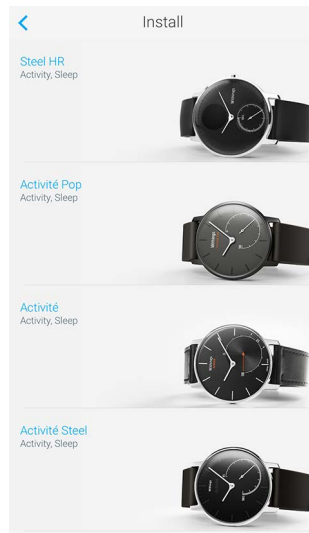 Install
Steel HR
Activity, Sleep
Activité Pop
Activity, Sleep
Activité
Activity, Sleep
Activité Steel
Activity, Sleep